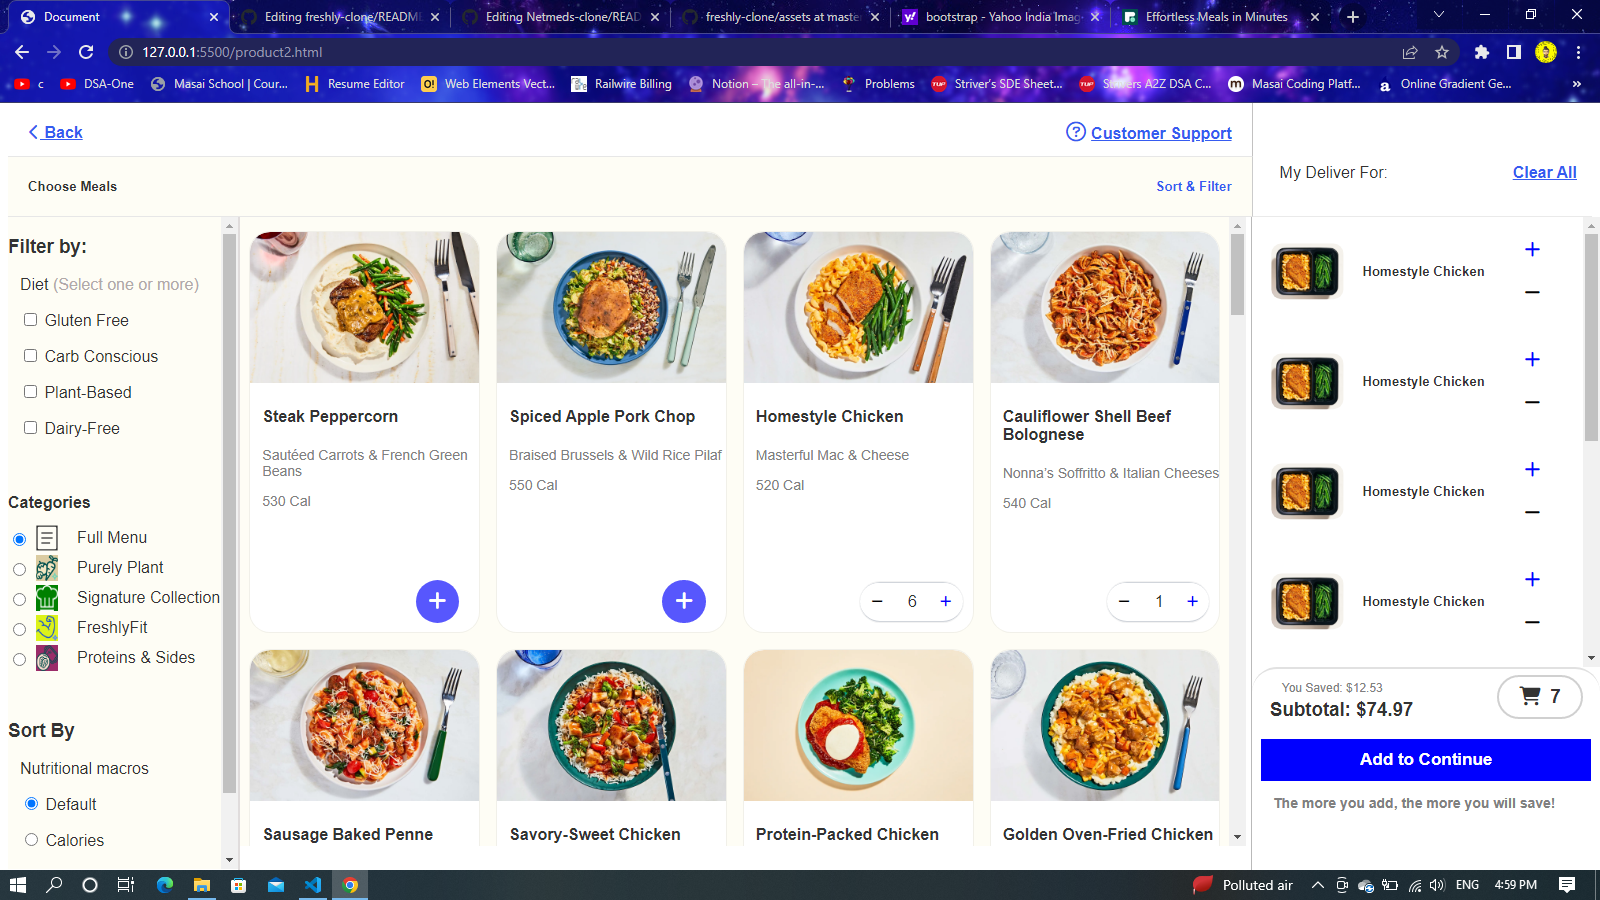 Document
Editing freshly-clone/README
Editing Netmeds-clone/READ
freshly-clone/assets at maste
bootstrap - Yahoo India Imag
Effortless Meals in Minutes
127.0.0.1:5500/product2.html
c
DSA-One
Masai School | Cour...
Resume Editor
Web Elements Vect...
Railwire Billing
Notion – The all-in-...
Problems
Striver's SDE Sheet...
Strivers A2Z DSA C...
Masai Coding Platf...
Online Gradient Ge...
Back
Customer Support
My Deliver For:
Clear All
Choose Meals
Sort & Filter
Filter by:
Diet (Select one or more)
Gluten Free
Carb Conscious
Plant-Based
Dairy-Free
Categories
Full Menu
Purely Plant
Signature Collection
FreshlyFit
Proteins & Sides
Sort By
Nutritional macros
Default
Calories
Steak Peppercorn
Sautéed Carrots & French Green
Beans
530 Cal
Spiced Apple Pork Chop
Braised Brussels & Wild Rice Pilaf
550 Cal
Homestyle Chicken
Masterful Mac & Cheese
520 Cal
6
Cauliflower Shell Beef
Bolognese
Nonna's Soffritto & Italian Cheeses
540 Cal
1
Sausage Baked Penne
Savory-Sweet Chicken
Protein-Packed Chicken
Golden Oven-Fried Chicken
Homestyle Chicken
Homestyle Chicken
Homestyle Chicken
Homestyle Chicken
You Saved: $12.53
Subtotal: $74.97
7
Add to Continue
The more you add, the more you will save!
Polluted air
ENG
4:59 PM